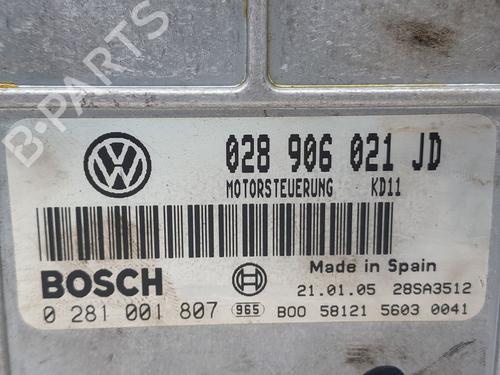 B-PARTS
028 906 021 JD
MOTORSTEUERUNG KD11
BOSCH
Made in Spain
21.01.05 28SA3512
0 281 001 807 965 B00 58121 5603 0041